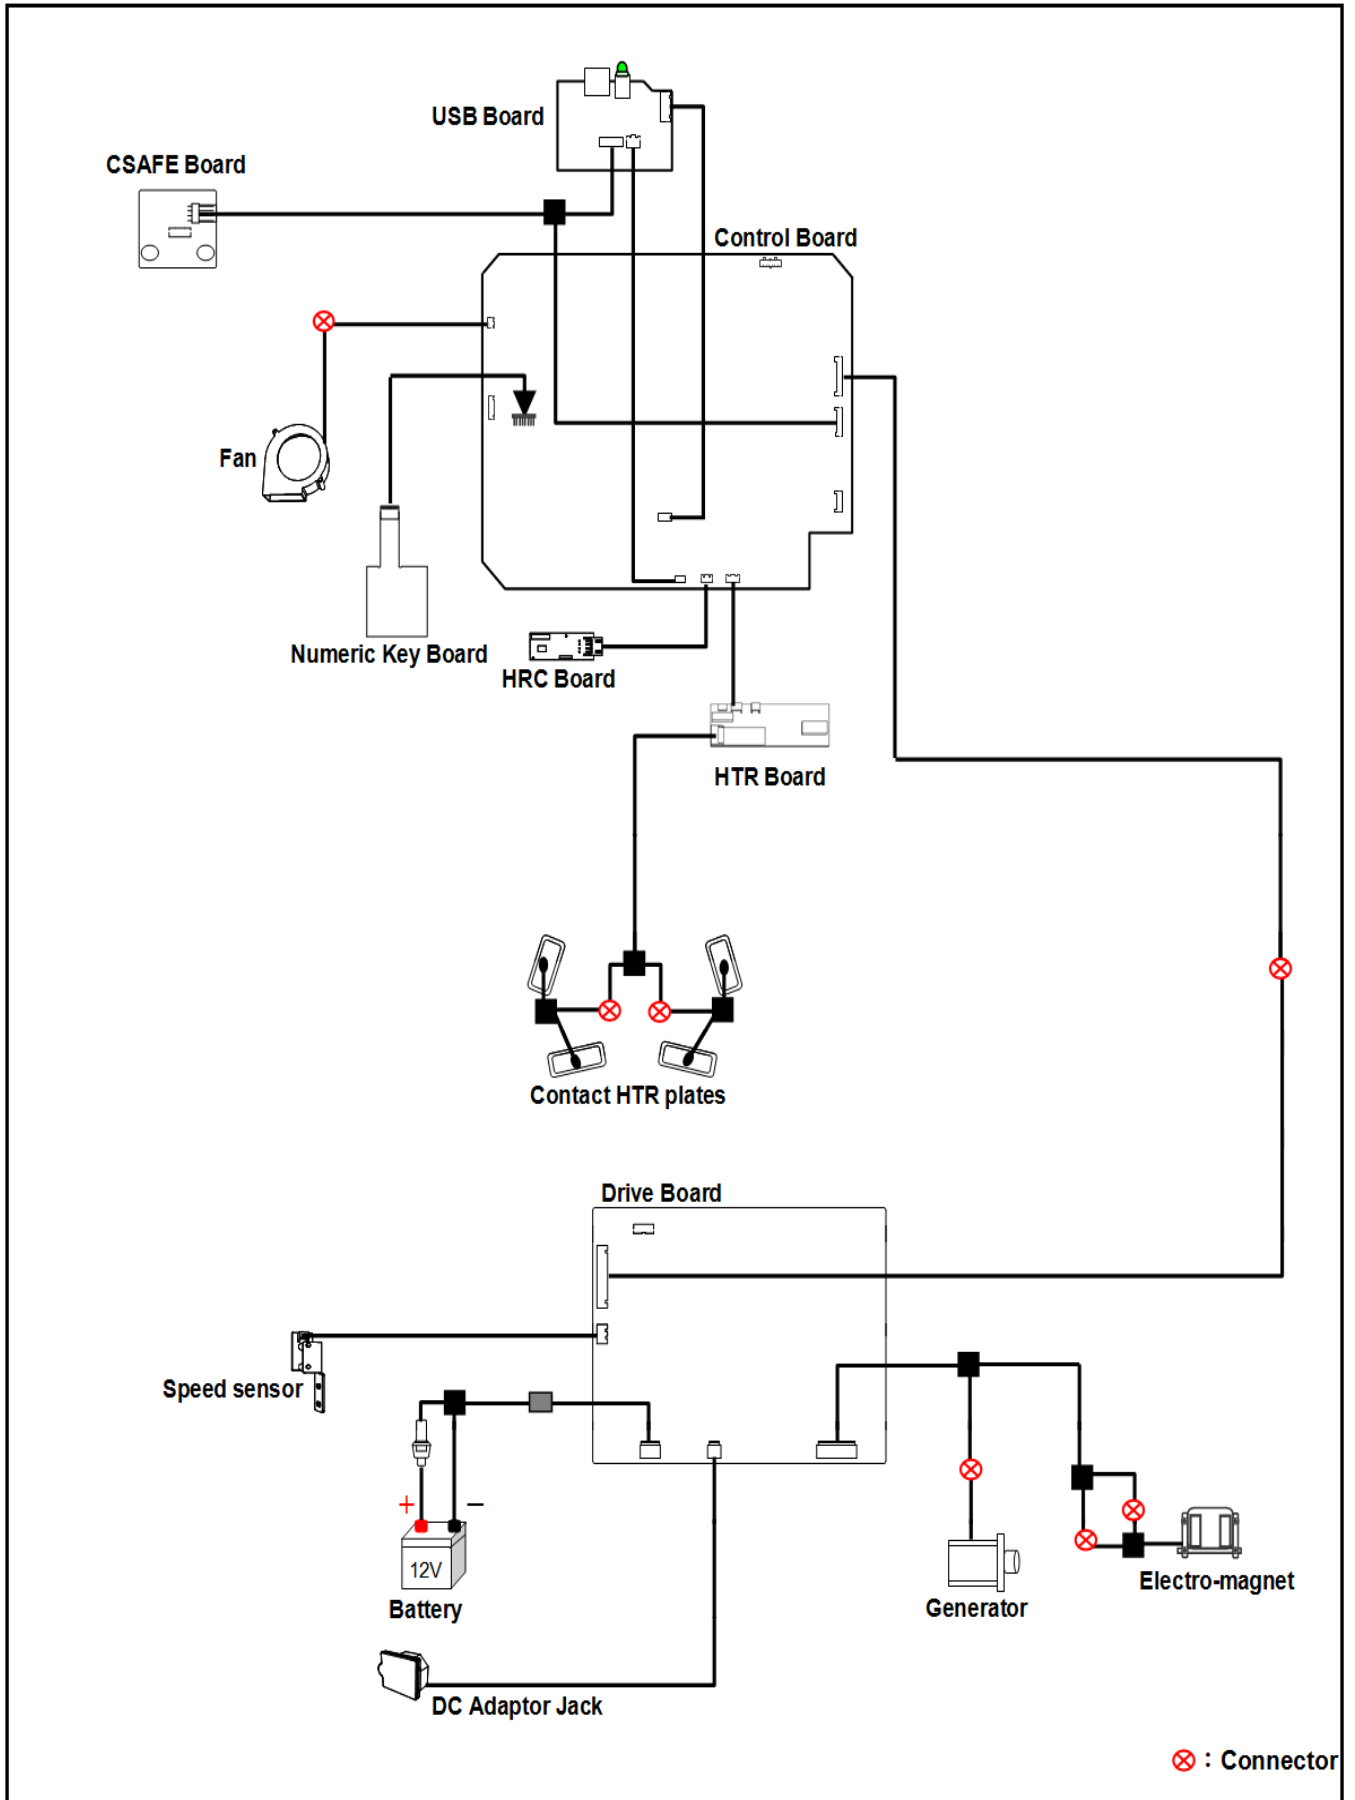 USB Board
CSAFE Board
Control Board
Fan
Numeric Key Board
HRC Board
HTR Board
Contact HTR plates
Drive Board
Speed sensor
+ −
12V
Battery
Electro-magnet
Generator
DC Adaptor Jack
: Connector